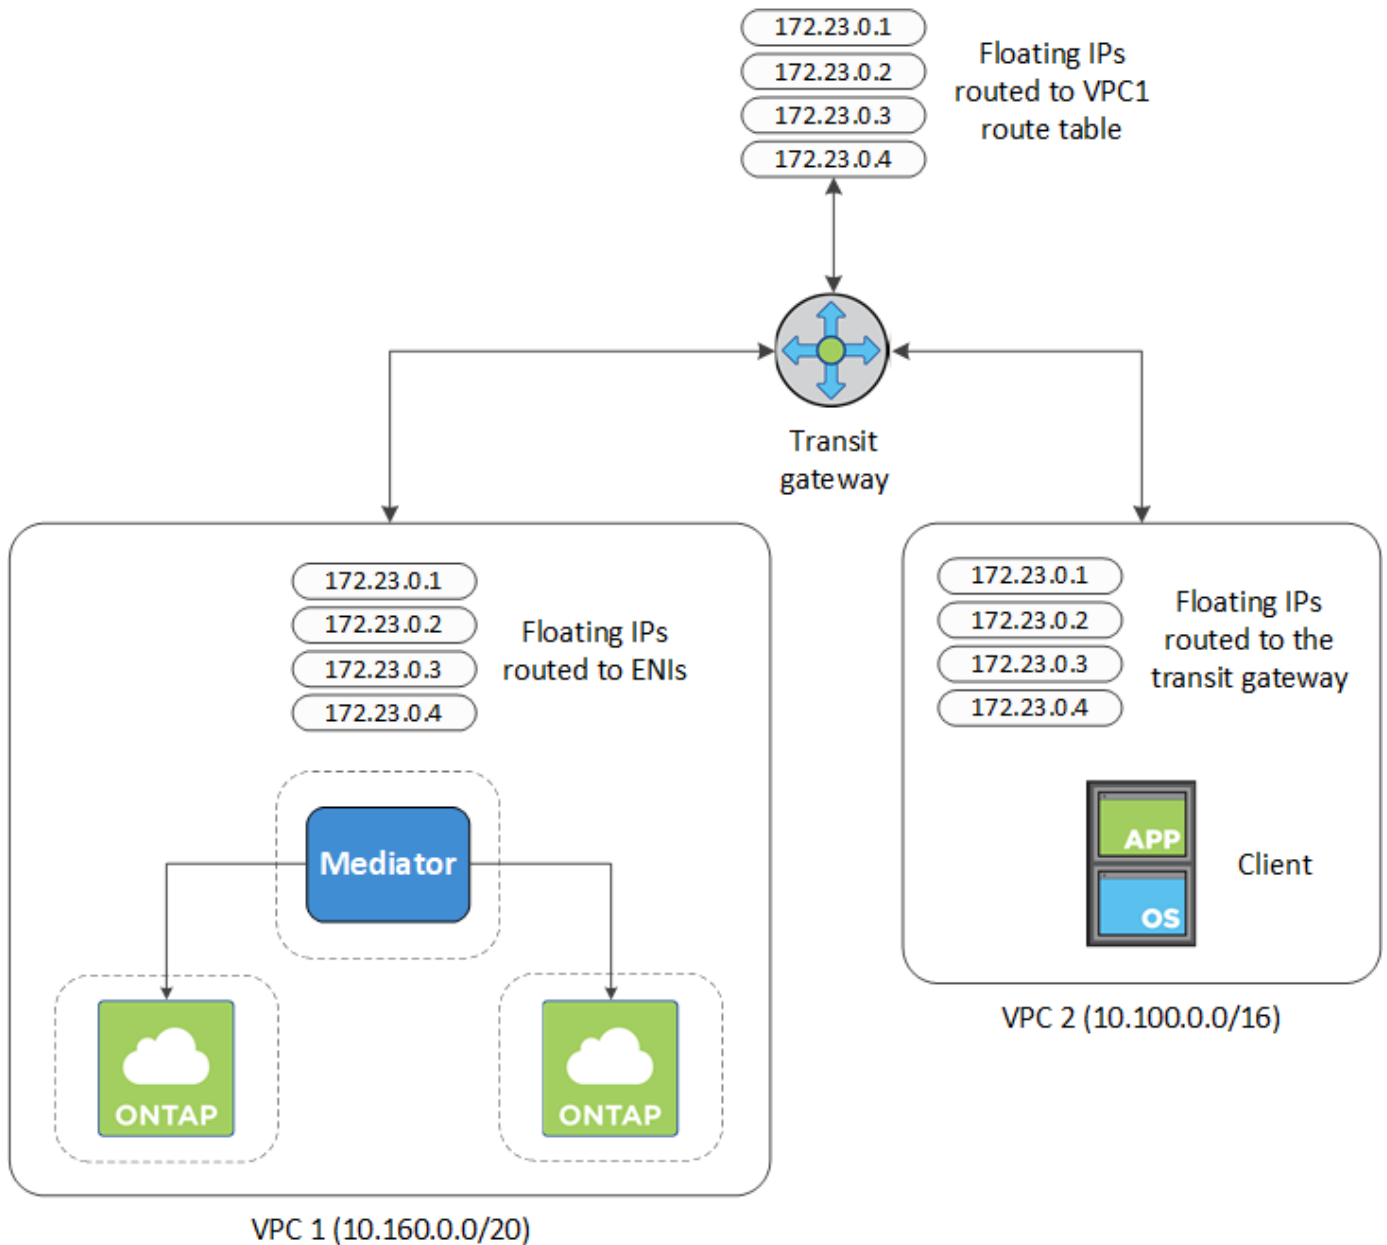 172.23.0.1
172.23.0.2
172.23.0.3
172.23.0.4
Floating IPs
routed to VPC1
route table
Transit
gateway
172.23.0.1
172.23.0.2
172.23.0.3
172.23.0.4
Floating IPs
routed to ENIs
Mediator
ONTAP
ONTAP
VPC 1 (10.160.0.0/20)
172.23.0.1
172.23.0.2
172.23.0.3
172.23.0.4
Floating IPs
routed to the
transit gateway
APP
OS
Client
VPC 2 (10.100.0.0/16)